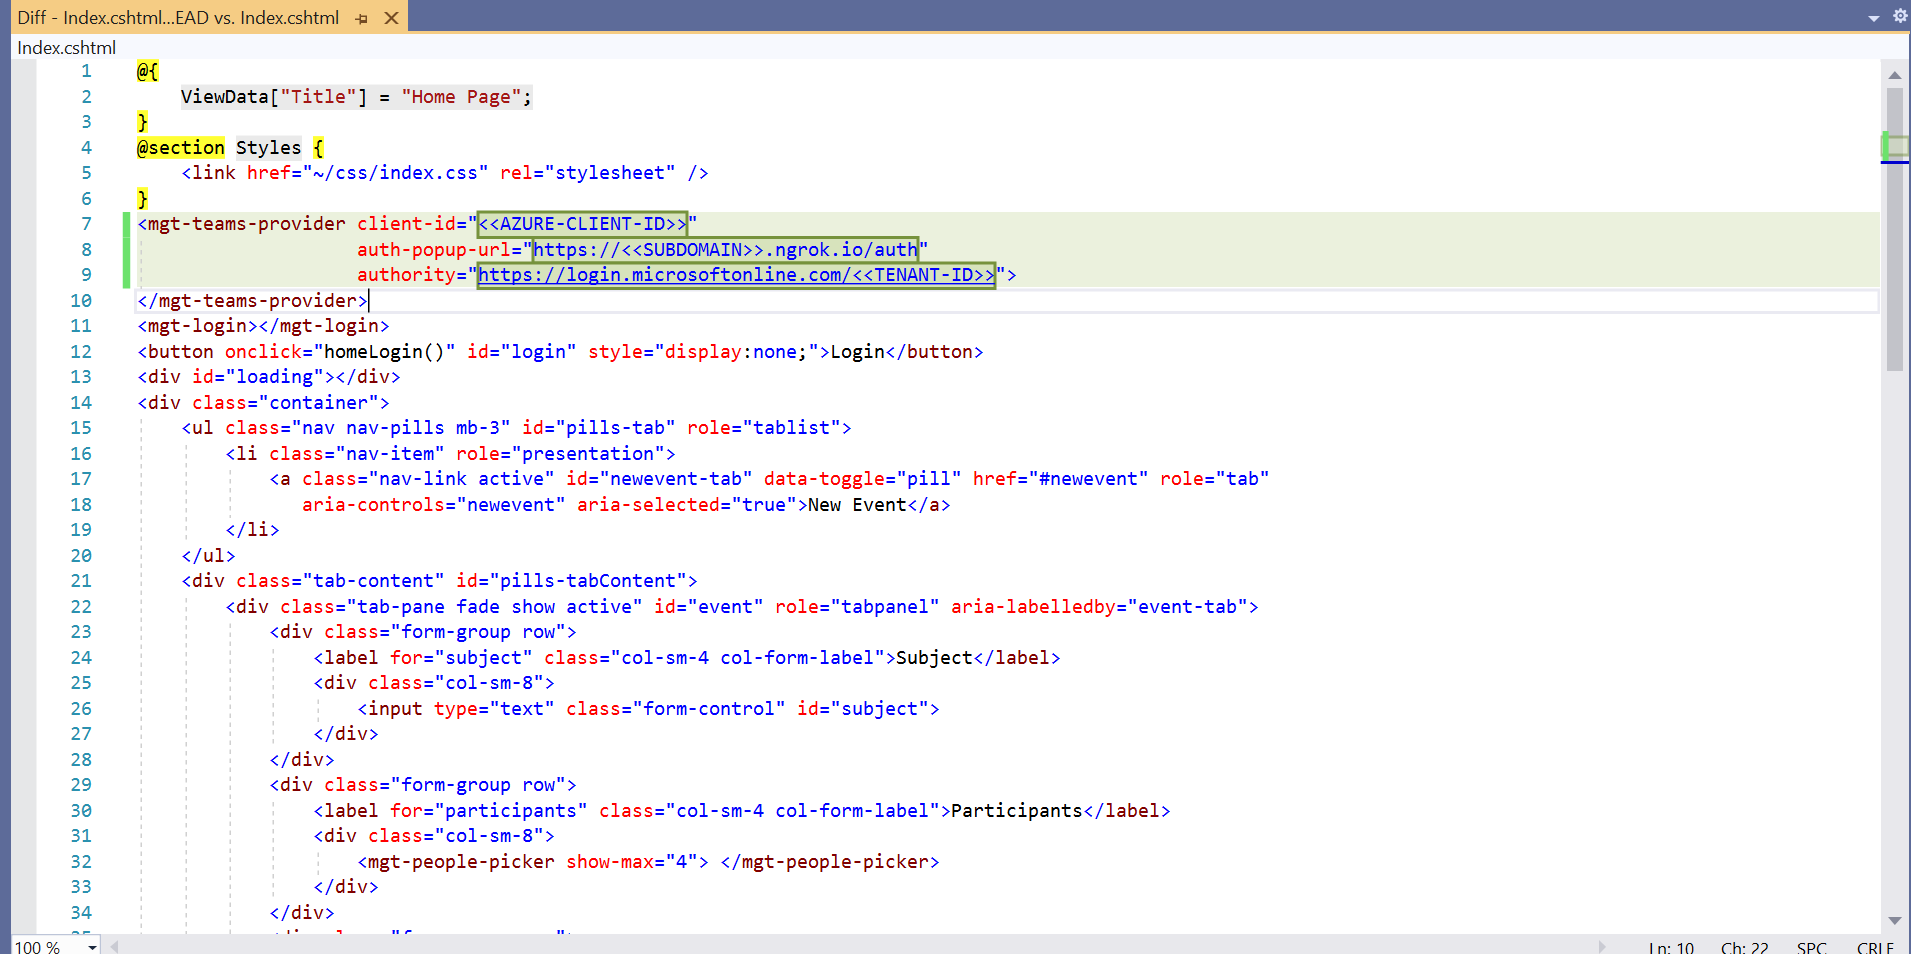 Diff - Index.cshtml...EAD vs. Index.cshtml
Index.cshtml
1 @{
2 ViewData["Title"] = "Home Page";
3 }
4 @section Styles {
5 <link href="~/css/index.css" rel="stylesheet" />
6 }
7 <mgt-teams-provider client-id="<<AZURE-CLIENT-ID>>"
8 auth-popup-url="https://<<SUBDOMAIN>>.ngrok.io/auth"
9 authority="https://login.microsoftonline.com/<<TENANT-ID>>">
10 </mgt-teams-provider>
11 <mgt-login></mgt-login>
12 <button onclick="homeLogin()" id="login" style="display:none;">Login</button>
13 <div id="loading"></div>
14 <div class="container">
15 <ul class="nav nav-pills mb-3" id="pills-tab" role="tablist">
16 <li class="nav-item" role="presentation">
17 <a class="nav-link active" id="newevent-tab" data-toggle="pill" href="#newevent" role="tab"
18 aria-controls="newevent" aria-selected="true">New Event</a>
19 </li>
20 </ul>
21 <div class="tab-content" id="pills-tabContent">
22 <div class="tab-pane fade show active" id="event" role="tabpanel" aria-labelledby="event-tab">
23 <div class="form-group row">
24 <label for="subject" class="col-sm-4 col-form-label">Subject</label>
25 <div class="col-sm-8">
26 <input type="text" class="form-control" id="subject">
27 </div>
28 </div>
29 <div class="form-group row">
30 <label for="participants" class="col-sm-4 col-form-label">Participants</label>
31 <div class="col-sm-8">
32 <mgt-people-picker show-max="4"> </mgt-people-picker>
33 </div>
34 </div>
100 % Ln: 10 Ch: 22 SPC CRLF